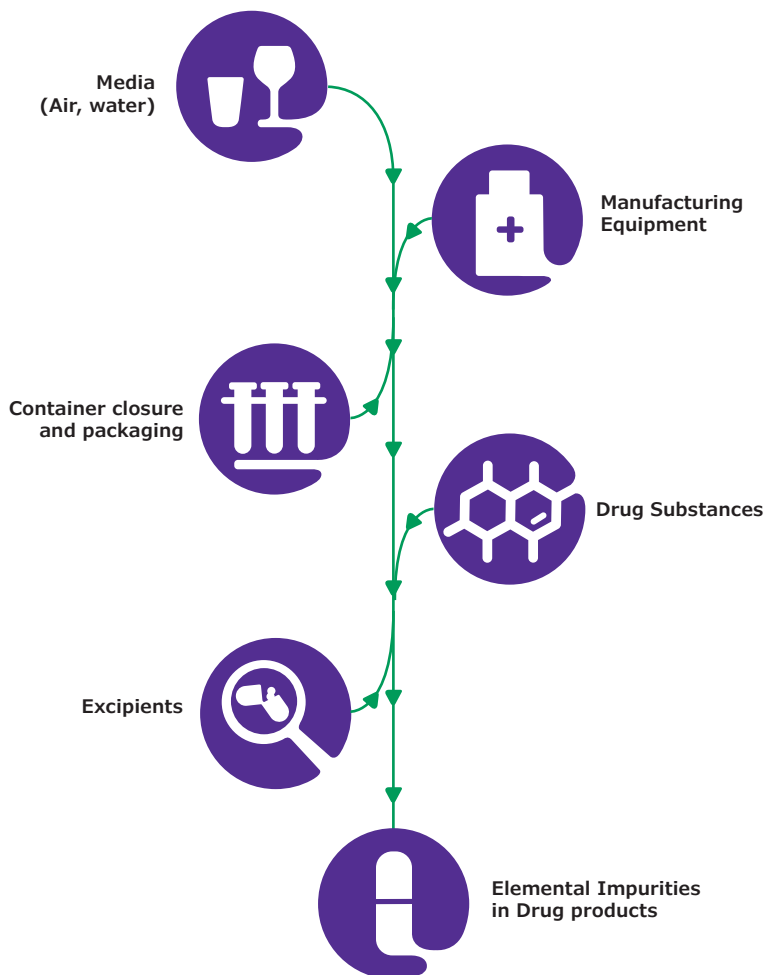 Media
(Air, water)
Manufacturing
Equipment
Container closure
and packaging
Drug Substances
Excipients
Elemental Impurities
in Drug products